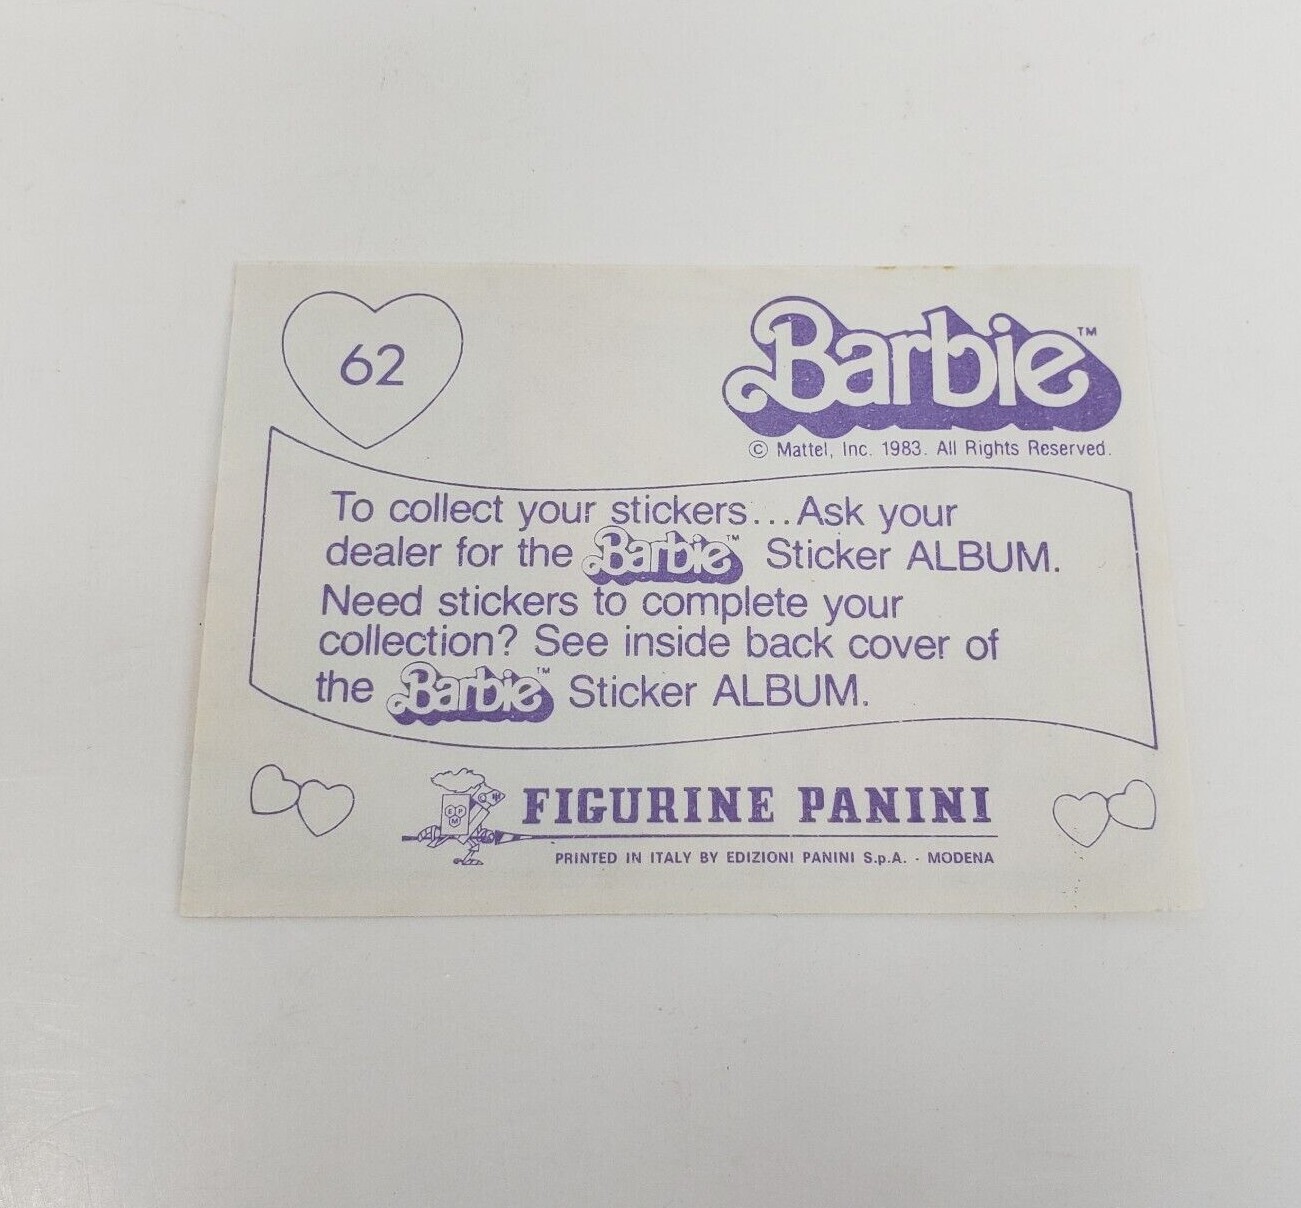 62
Barbie™
© Mattel, Inc. 1983. All Rights Reserved.
To collect your stickers...Ask your
dealer for the Barbie™ Sticker ALBUM.
Need stickers to complete your
collection? See inside back cover of
the Barbie™ Sticker ALBUM.
E P
M
FIGURINE PANINI
PRINTED IN ITALY BY EDIZIONI PANINI S.p.A. · MODENA